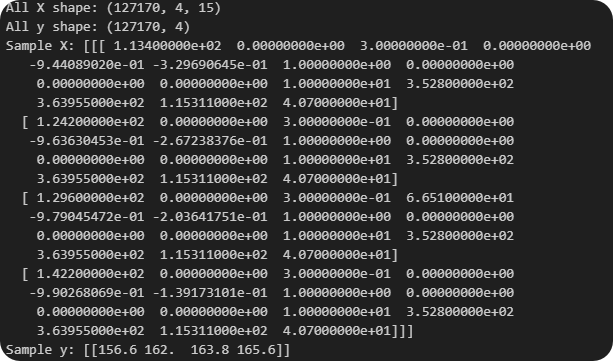 All X shape: (127170, 4, 15)
All y shape: (127170, 4)
Sample X: [[[ 1.13400000e+02  0.00000000e+00  3.00000000e-01  0.00000000e+00
   -9.44089020e-01 -3.29690645e-01  1.00000000e+00  0.00000000e+00
    0.00000000e+00  0.00000000e+00  1.00000000e+01  3.52800000e+02
    3.63955000e+02  1.15311000e+02  4.07000000e+01]
  [ 1.24200000e+02  0.00000000e+00  3.00000000e-01  0.00000000e+00
   -9.63630453e-01 -2.67238376e-01  1.00000000e+00  0.00000000e+00
    0.00000000e+00  0.00000000e+00  1.00000000e+01  3.52800000e+02
    3.63955000e+02  1.15311000e+02  4.07000000e+01]
  [ 1.29600000e+02  0.00000000e+00  3.00000000e-01  6.65100000e+01
   -9.79045472e-01 -2.03641751e-01  1.00000000e+00  0.00000000e+00
    0.00000000e+00  0.00000000e+00  1.00000000e+01  3.52800000e+02
    3.63955000e+02  1.15311000e+02  4.07000000e+01]
  [ 1.42200000e+02  0.00000000e+00  3.00000000e-01  0.00000000e+00
   -9.90268069e-01 -1.39173101e-01  1.00000000e+00  0.00000000e+00
    0.00000000e+00  0.00000000e+00  1.00000000e+01  3.52800000e+02
    3.63955000e+02  1.15311000e+02  4.07000000e+01]]]
Sample y: [[156.6 162.  163.8 165.6]]